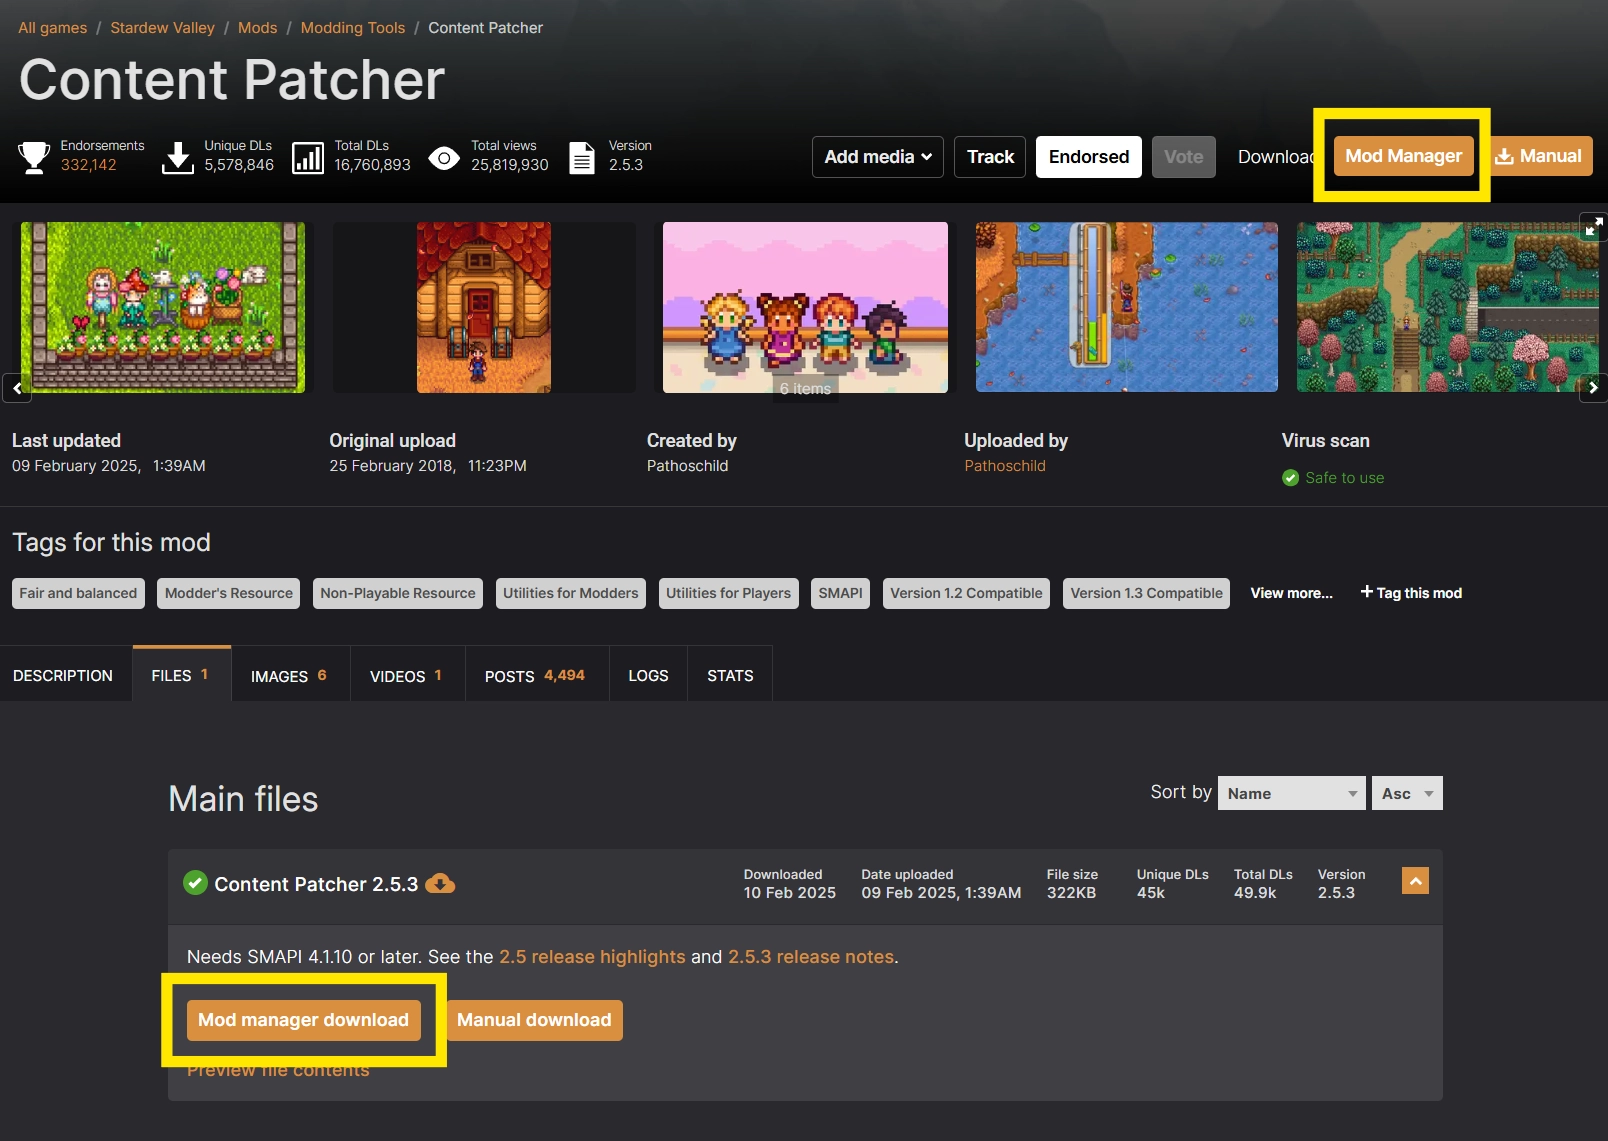 All games / Stardew Valley / Mods / Modding Tools / Content Patcher
Content Patcher
Endorsements
332,142
Unique DLs
5,578,846
Total DLs
16,760,893
Total views
25,819,930
Version
2.5.3
Add media
Track
Endorsed
Vote
Download
Mod Manager
Manual
6 items
Last updated
09 February 2025, 1:39AM
Original upload
25 February 2018, 11:23PM
Created by
Pathoschild
Uploaded by
Pathoschild
Virus scan
Safe to use
Tags for this mod
Fair and balanced
Modder's Resource
Non-Playable Resource
Utilities for Modders
Utilities for Players
SMAPI
Version 1.2 Compatible
Version 1.3 Compatible
View more...
+ Tag this mod
DESCRIPTION
FILES 1
IMAGES 6
VIDEOS 1
POSTS 4,494
LOGS
STATS
Main files
Sort by
Name
Asc
Content Patcher 2.5.3
Downloaded
10 Feb 2025
Date uploaded
09 Feb 2025, 1:39AM
File size
322KB
Unique DLs
45k
Total DLs
49.9k
Version
2.5.3
Needs SMAPI 4.1.10 or later. See the 2.5 release highlights and 2.5.3 release notes.
Mod manager download
Manual download
Preview file contents